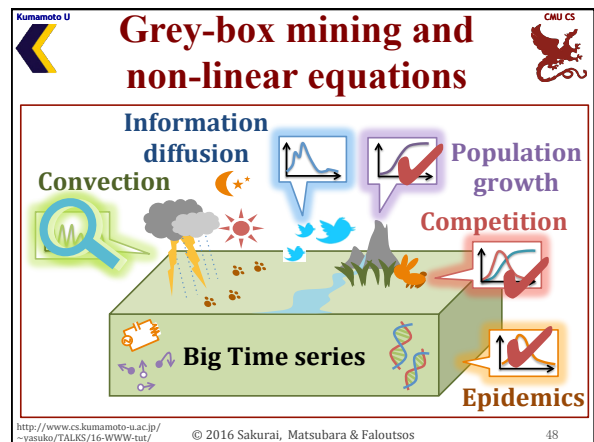 Kumamoto U
CMU CS
Grey-box mining and
non-linear equations
Information
diffusion
Population
growth
Convection
Competition
Big Time series
Epidemics
http://www.cs.kumamoto-u.ac.jp/
~yasuko/TALKS/16-WWW-tut/
© 2016 Sakurai, Matsubara & Faloutsos
48